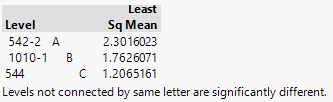 Least
Level Sq Mean
542-2 A 2.3016023
1010-1 B 1.7626071
544 C 1.2065161
Levels not connected by same letter are significantly different.